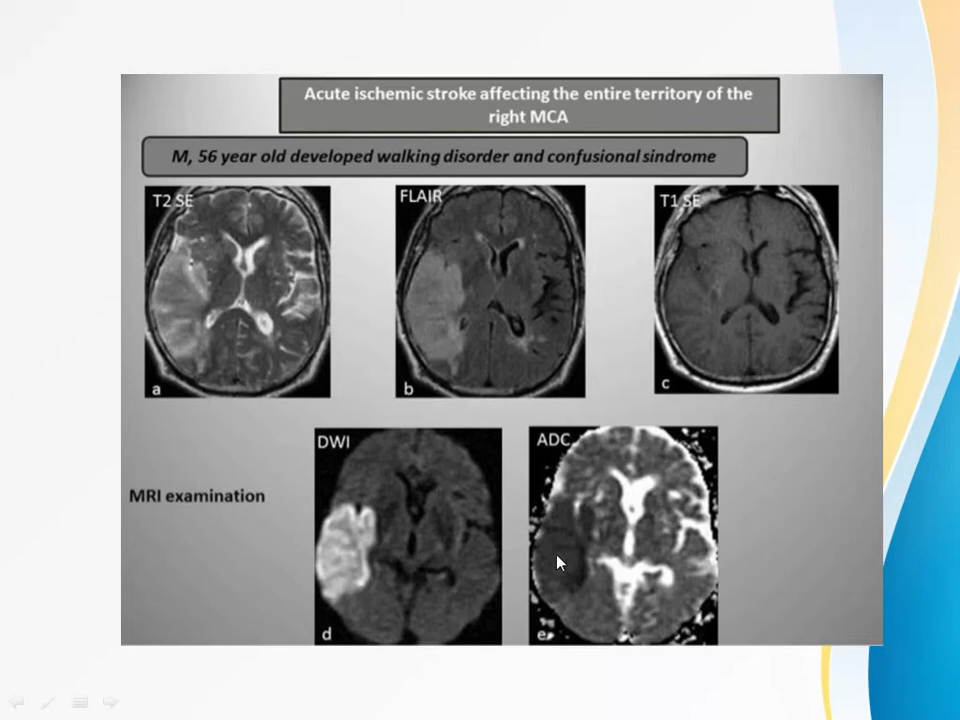 Acute ischemic stroke affecting the entire territory of the
right MCA
M, 56 year old developed walking disorder and confusional sindrome
T2 SE
FLAIR
T1 SE
a
b
c
DWI
ADC
MRI examination
d
e